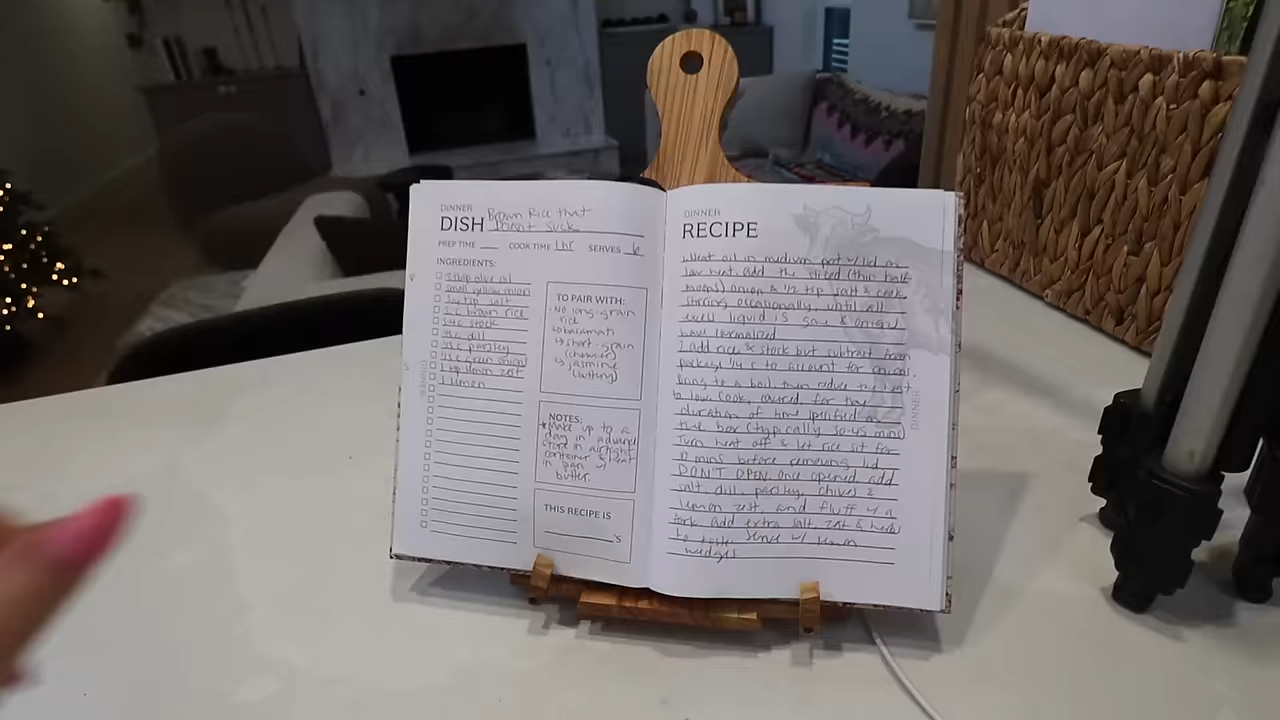 DINNER
DISH Brown Rice that
Doesn't Suck
PREP TIME COOK TIME 1hr SERVES 6
INGREDIENTS:
olive oil
small yellow onion
tsp salt
2 c brown rice
stock
dill
parsley
green onion
1 tsp lemon zest
1 lemon
TO PAIR WITH:
• NO long-grain
rice
↳ basamati
↳ short-grain
(chewier)
↳ jasmine
NOTES:
* Make up to a
day in advance
store in airtight
container & heat
in pan w/
butter.
THIS RECIPE IS
'S
DINNER
DINNER
RECIPE
Heat oil in medium pot w/ lid on
low heat. add the sliced (thin half
moons) onion & 1/2 tsp salt & cook,
stirring occasionally, until all
liquid is gone & onions
have
add rice & stock but subtract from
package 1/4 c to account for onions.
Bring to a boil, then reduce the heat
to low. Cook, covered, for the
duration of time specified on
the box (typically 30-45 mins)
Turn heat off & let rice sit for
10 mins before removing lid
DON'T OPEN. Once opened, add
salt, dill, parsley, chives &
lemon zest, and fluff w/ a
fork. add extra salt, zest & herbs
to taste. Serve w/ lemon
wedges
DINNER